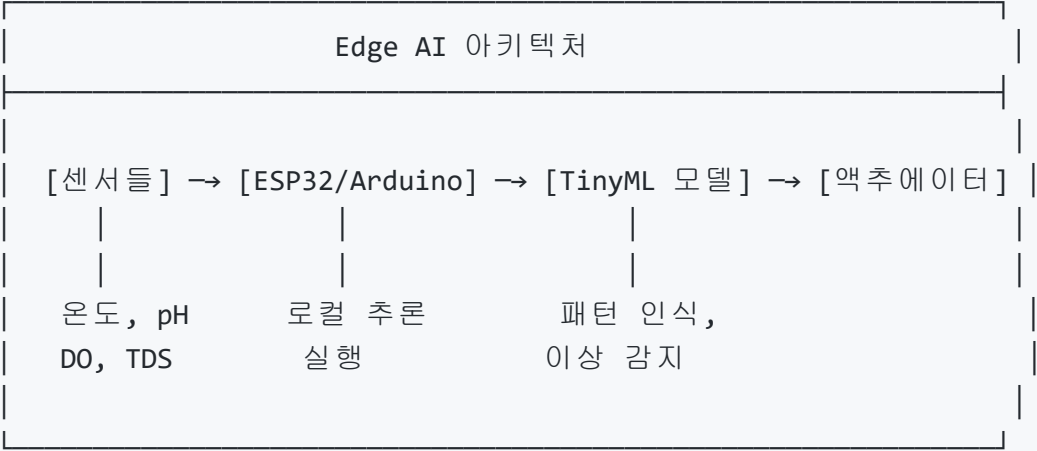 Edge AI 아키텍처
[센서들] → [ESP32/Arduino] → [TinyML 모델] → [액추에이터]
온도, pH 로컬 추론 패턴 인식,
DO, TDS 실행 이상 감지